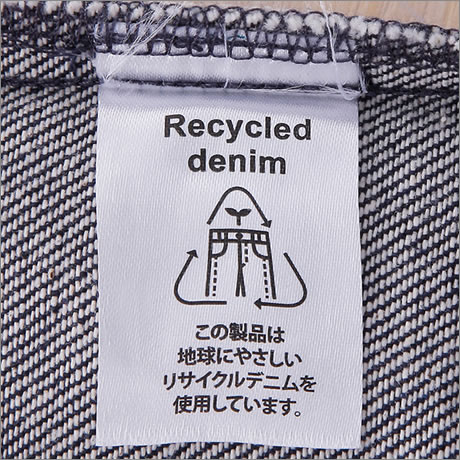 Recycled
denim
この製品は
地球にやさしい
リサイクルデニムを
使用しています。